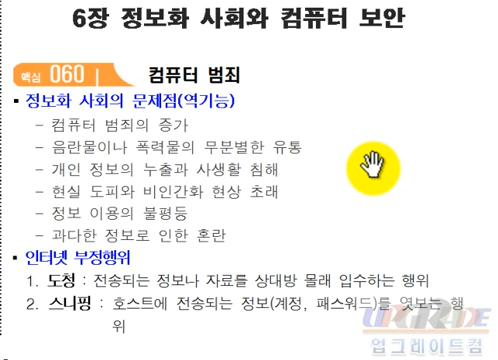 6장 정보화 사회와 컴퓨터 보안
핵심 060 컴퓨터 범죄
▪ 정보화 사회의 문제점(역기능)
– 컴퓨터 범죄의 증가
– 음란물이나 폭력물의 무분별한 유통
– 개인 정보의 누출과 사생활 침해
– 현실 도피와 비인간화 현상 초래
– 정보 이용의 불평등
– 과다한 정보로 인한 혼란
▪ 인터넷 부정행위
1. 도청 : 전송되는 정보나 자료를 상대방 몰래 입수하는 행위
2. 스니핑 : 호스트에 전송되는 정보(계정, 패스워드)를 엿보는 행
위
업그레이드컴